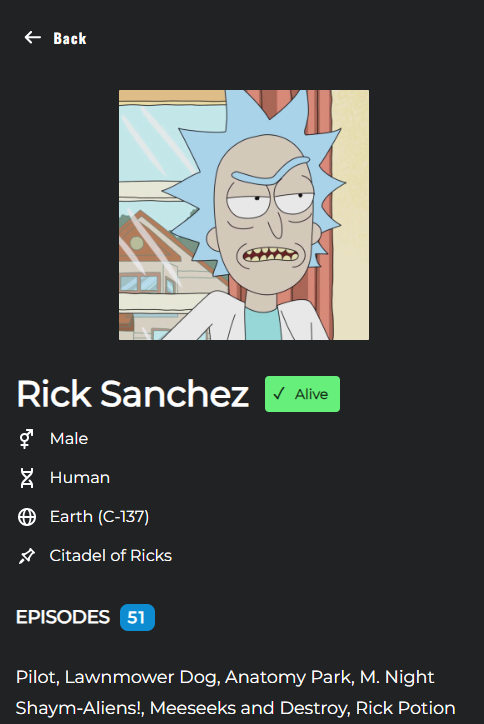 Back
Rick Sanchez
✓ Alive
Male
Human
Earth (C-137)
Citadel of Ricks
EPISODES 51
Pilot, Lawnmower Dog, Anatomy Park, M. Night
Shaym-Aliens!, Meeseeks and Destroy, Rick Potion